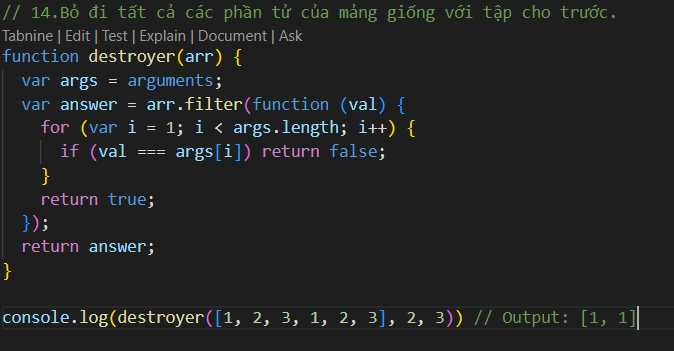 // 14.Bỏ đi tất cả các phần tử của mảng giống với tập cho trước.
Tabnine | Edit | Test | Explain | Document | Ask
function destroyer(arr) {
  var args = arguments;
  var answer = arr.filter(function (val) {
    for (var i = 1; i < args.length; i++) {
      if (val === args[i]) return false;
    }
    return true;
  });
  return answer;
}
console.log(destroyer([1, 2, 3, 1, 2, 3], 2, 3)) // Output: [1, 1]